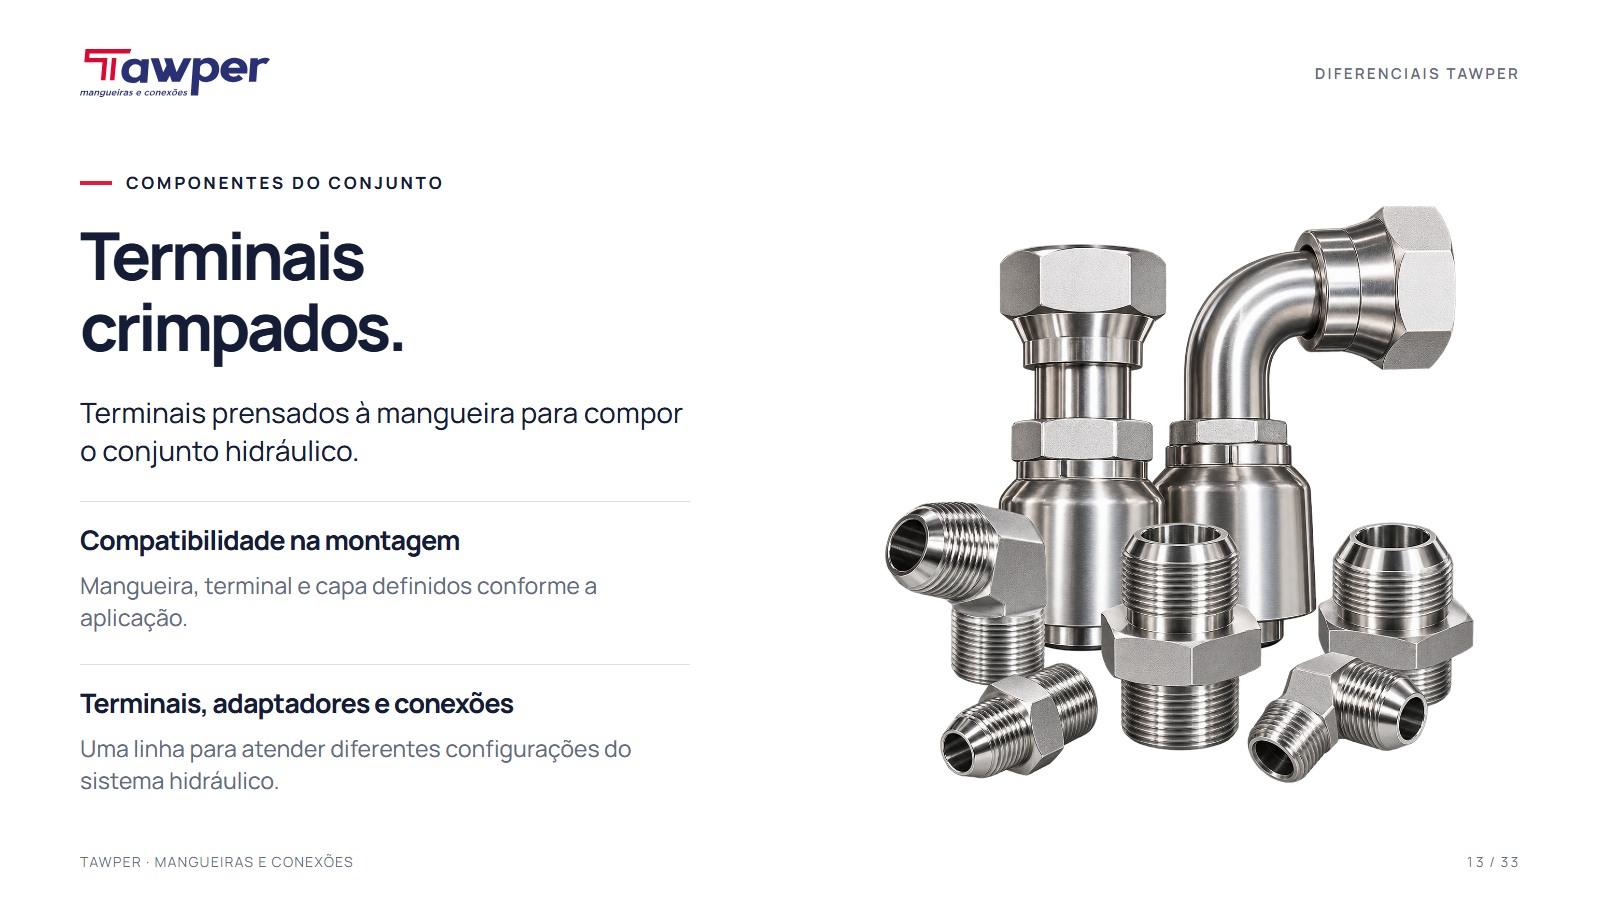 Tawper
mangueiras e conexões
DIFERENCIAIS TAWPER
COMPONENTES DO CONJUNTO
Terminais
crimpados.
Terminais prensados à mangueira para compor
o conjunto hidráulico.
Compatibilidade na montagem
Mangueira, terminal e capa definidos conforme a
aplicação.
Terminais, adaptadores e conexões
Uma linha para atender diferentes configurações do
sistema hidráulico.
TAWPER · MANGUEIRAS E CONEXÕES
13 / 33